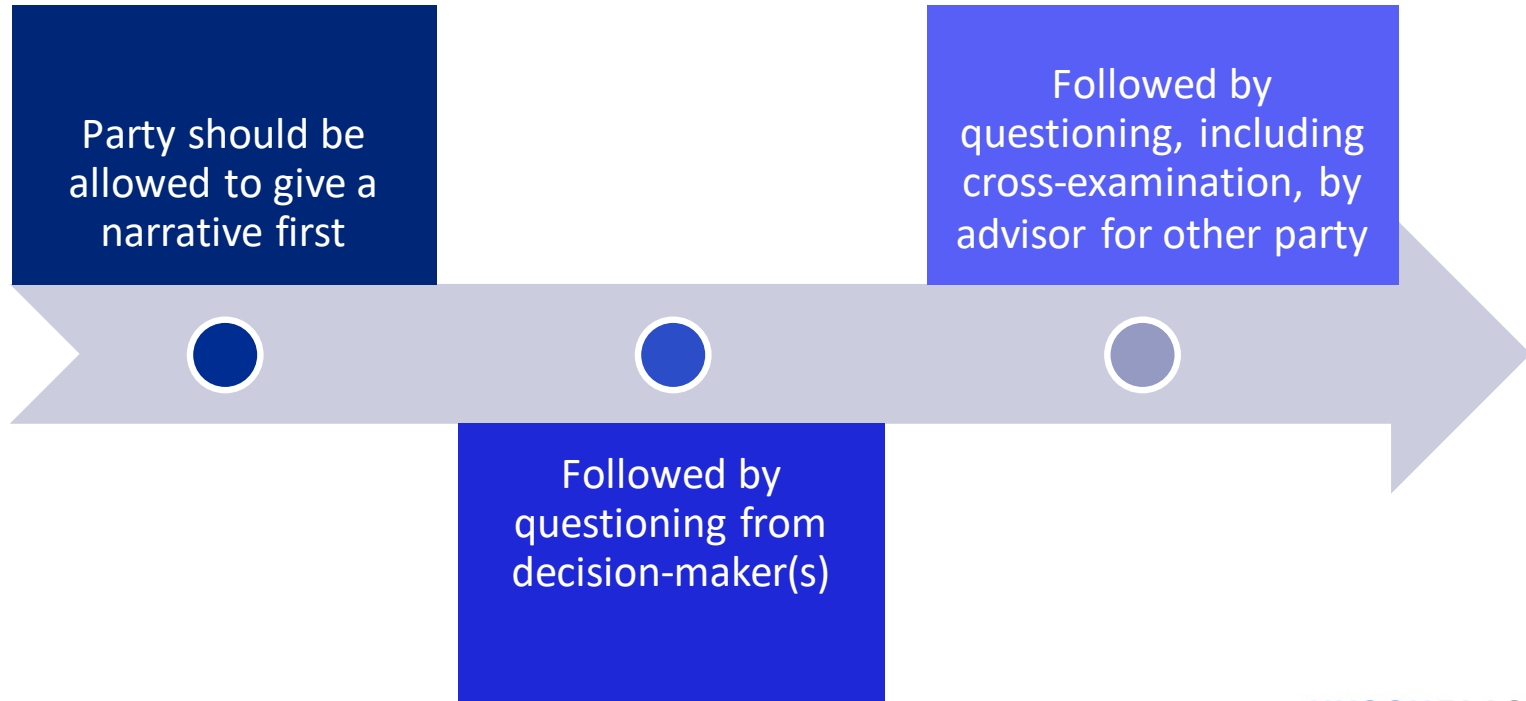 Party should be
allowed to give a
narrative first
Followed by
questioning from
decision-maker(s)
Followed by
questioning, including
cross-examination, by
advisor for other party